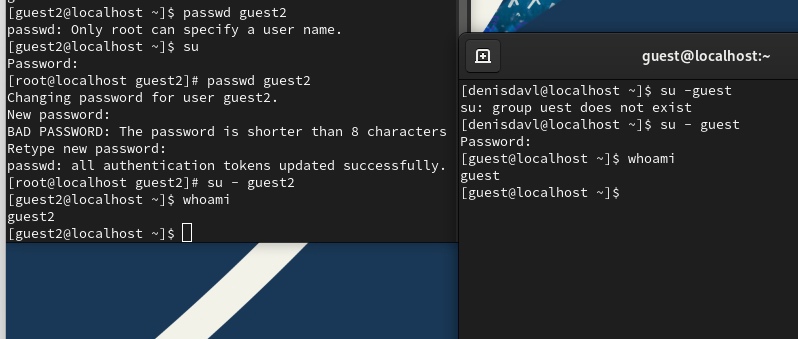 [guest2@localhost ~]$ passwd guest2
passwd: Only root can specify a user name.
[guest2@localhost ~]$ su
Password:
[root@localhost guest2]# passwd guest2
Changing password for user guest2.
New password:
BAD PASSWORD: The password is shorter than 8 characters
Retype new password:
passwd: all authentication tokens updated successfully.
[root@localhost guest2]# su - guest2
[guest2@localhost ~]$ whoami
guest2
[guest2@localhost ~]$
guest@localhost:~
[denisdavl@localhost ~]$ su -guest
su: group uest does not exist
[denisdavl@localhost ~]$ su - guest
Password:
[guest@localhost ~]$ whoami
guest
[guest@localhost ~]$